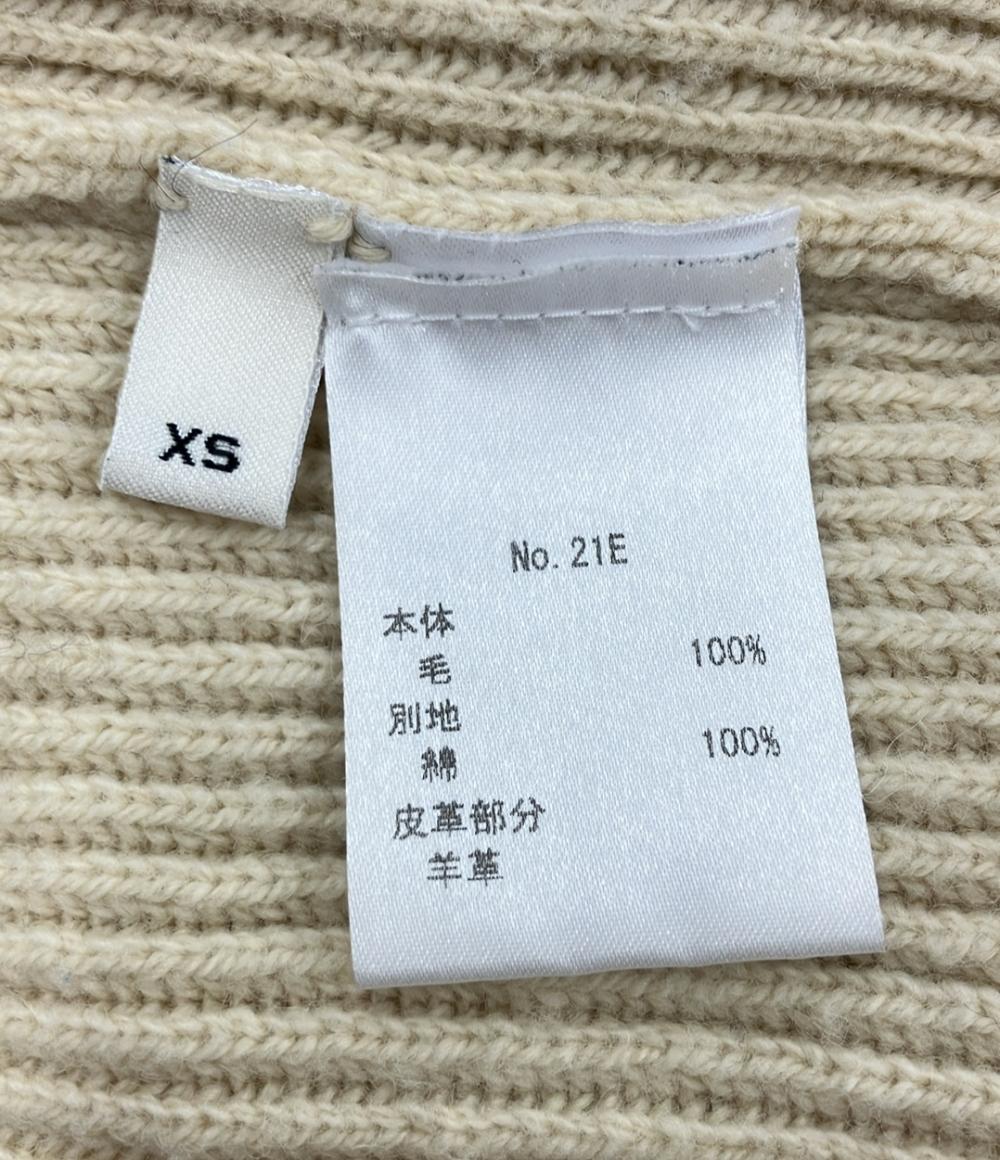 XS
No. 21E
本体
毛 100%
別地
綿 100%
皮革部分
羊革